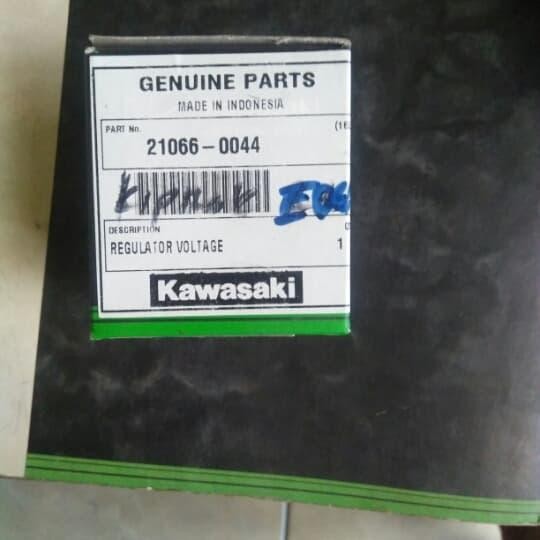 GENUINE PARTS
MADE IN INDONESIA
PART No.
21066-0044
DESCRIPTION
REGULATOR VOLTAGE 1
Kawasaki